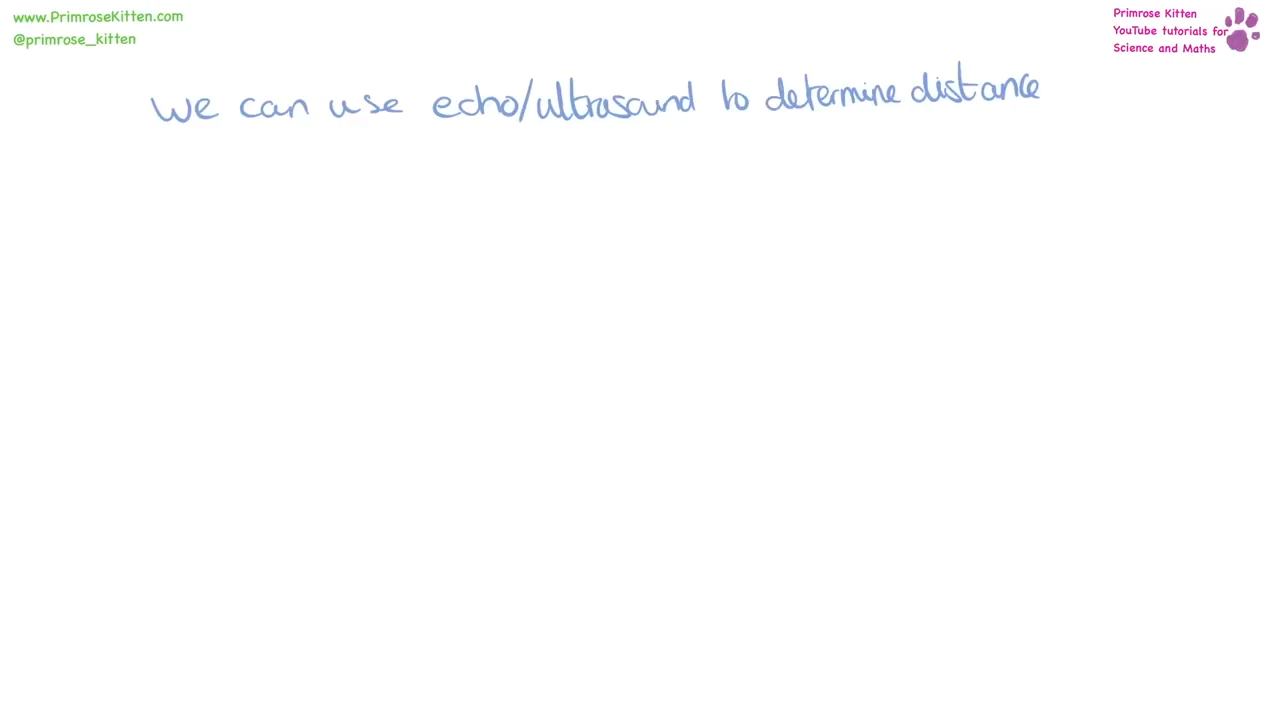 www.PrimroseKitten.com
@primrose_kitten
Primrose Kitten
YouTube tutorials for
Science and Maths
We can use echo/ultrasound to determine distance